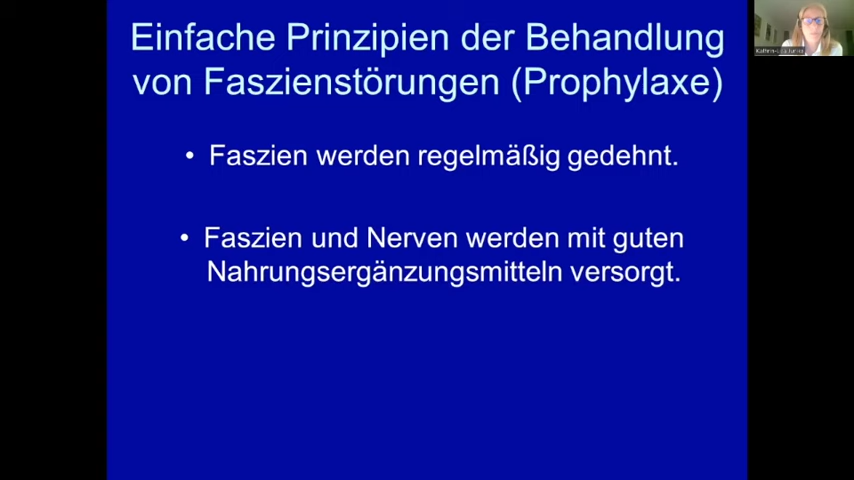 Einfache Prinzipien der Behandlung
von Faszienstörungen (Prophylaxe)
• Faszien werden regelmäßig gedehnt.
• Faszien und Nerven werden mit guten
Nahrungsergänzungsmitteln versorgt.